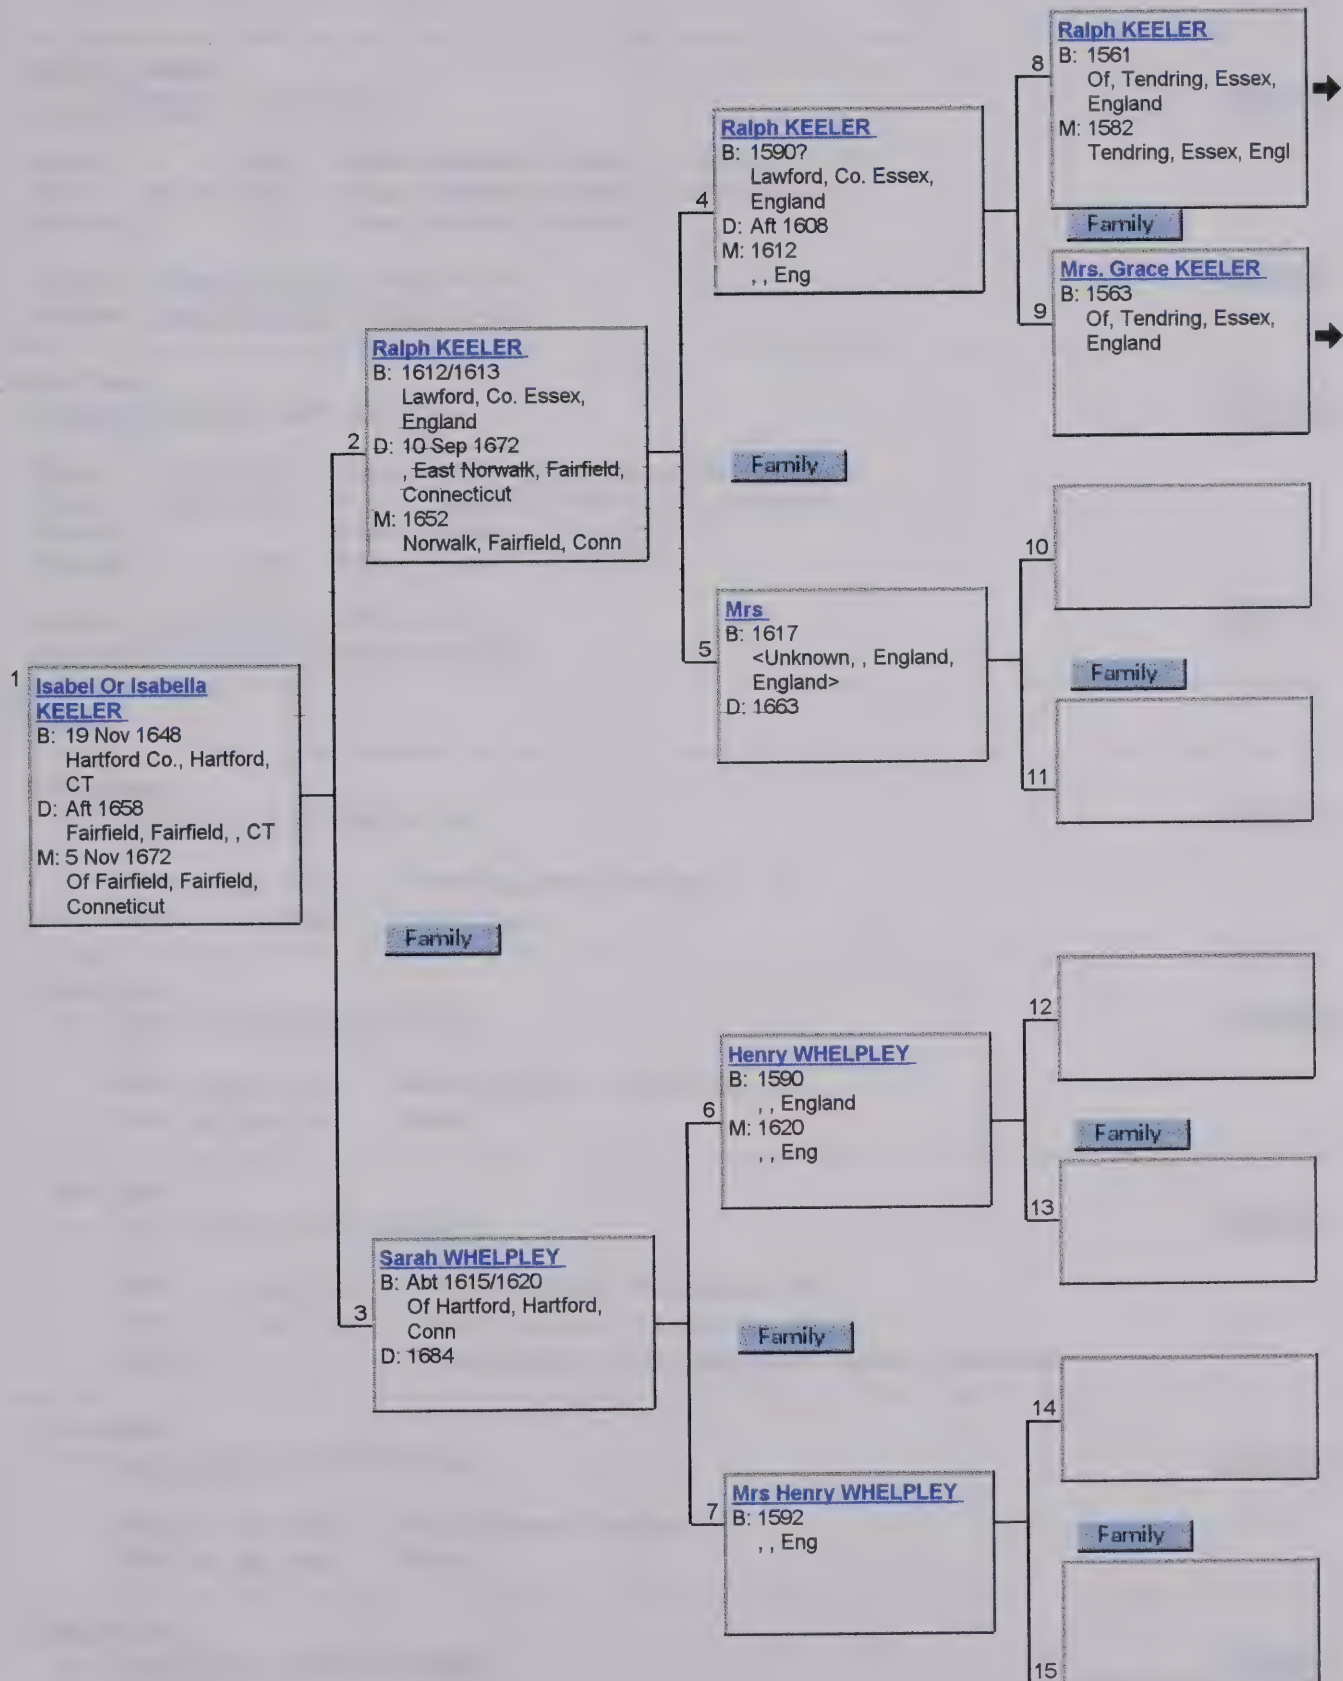 1
Isabel Or Isabella
KEELER
B: 19 Nov 1648
Hartford Co., Hartford,
CT
D: Aft 1658
Fairfield, Fairfield, , CT
M: 5 Nov 1672
Of Fairfield, Fairfield,
Conneticut
Family
2
Ralph KEELER
B: 1612/1613
Lawford, Co. Essex,
England
D: 10 Sep 1672
, East Norwalk, Fairfield,
Connecticut
M: 1652
Norwalk, Fairfield, Conn
3
Sarah WHELPLEY
B: Abt 1615/1620
Of Hartford, Hartford,
Conn
D: 1684
4
Ralph KEELER
B: 1590?
Lawford, Co. Essex,
England
D: Aft 1608
M: 1612
, , Eng
Family
5
Mrs
B: 1617
<Unknown, , England,
England>
D: 1663
6
Henry WHELPLEY
B: 1590
, , England
M: 1620
, , Eng
Family
7
Mrs Henry WHELPLEY
B: 1592
, , Eng
8
Ralph KEELER
B: 1561
Of, Tendring, Essex,
England
M: 1582
Tendring, Essex, Engl
Family
9
Mrs. Grace KEELER
B: 1563
Of, Tendring, Essex,
England
10
Family
11
12
Family
13
14
Family
15